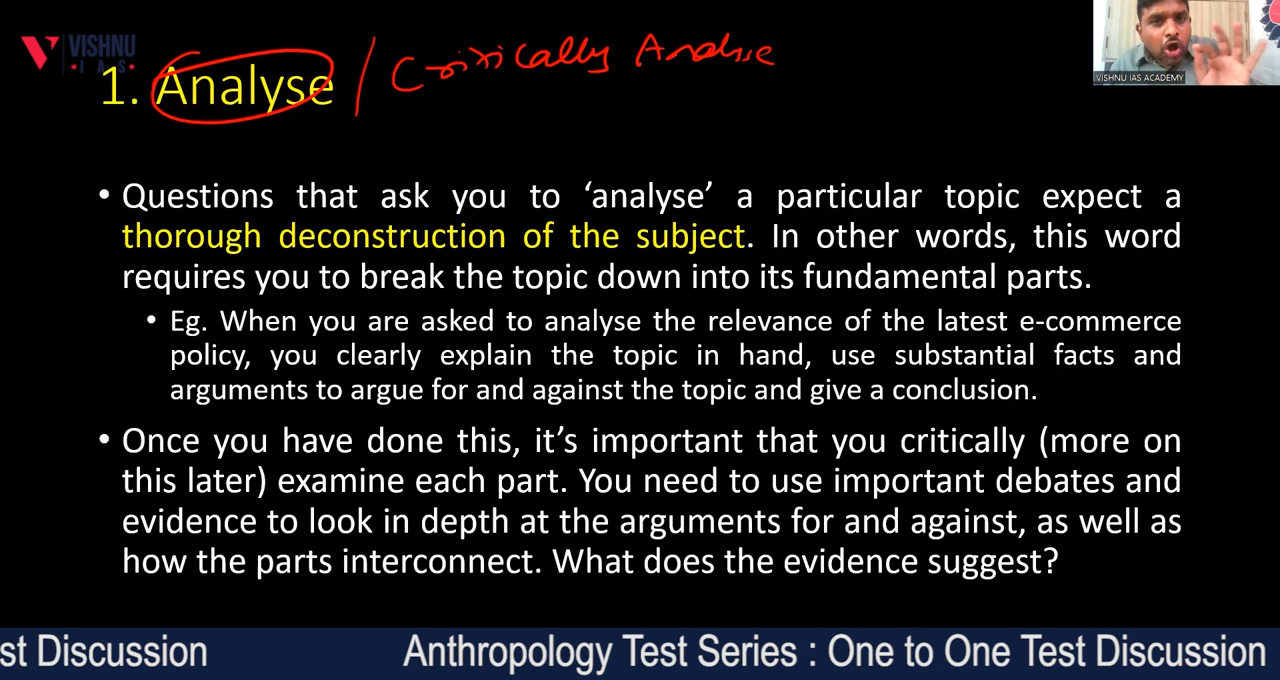 VISHNU
IAS
1. Analyse / Critically Analyse
VISHNU IAS ACADEMY
• Questions that ask you to ‘analyse’ a particular topic expect a
thorough deconstruction of the subject. In other words, this word
requires you to break the topic down into its fundamental parts.
• Eg. When you are asked to analyse the relevance of the latest e-commerce
policy, you clearly explain the topic in hand, use substantial facts and
arguments to argue for and against the topic and give a conclusion.
• Once you have done this, it’s important that you critically (more on
this later) examine each part. You need to use important debates and
evidence to look in depth at the arguments for and against, as well as
how the parts interconnect. What does the evidence suggest?
st Discussion Anthropology Test Series : One to One Test Discussion